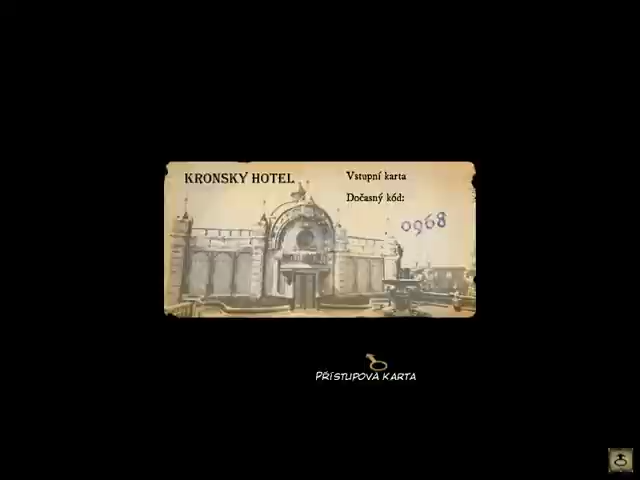 KRONSKY HOTEL
Vstupní karta
Dočasný kód:
0968
PŘÍSTUPOVÁ KARTA